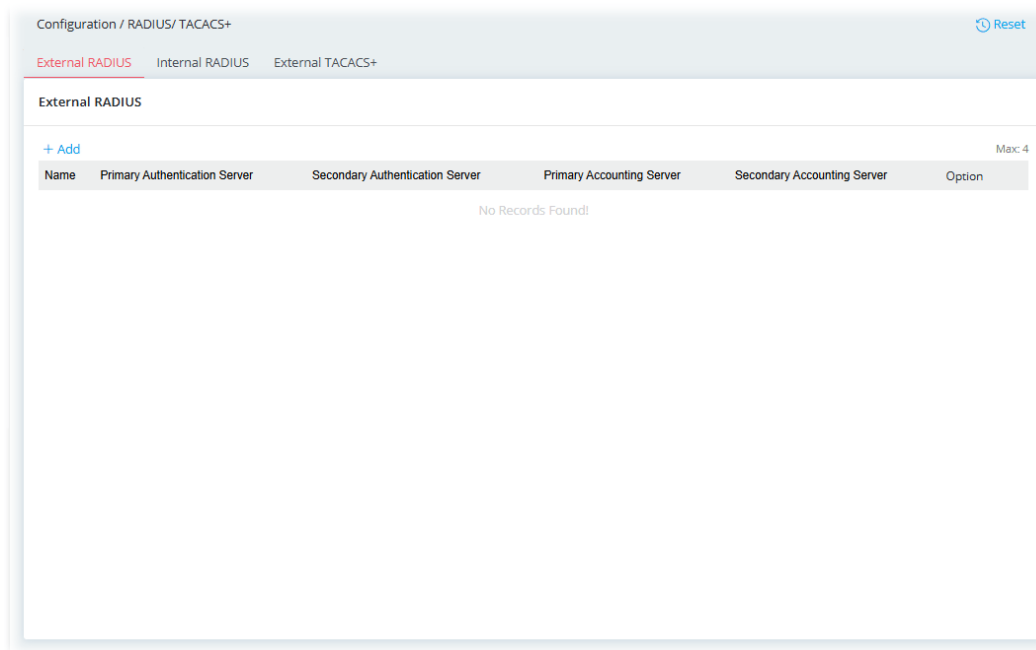 Configuration / RADIUS/ TACACS+ Reset
External RADIUS Internal RADIUS External TACACS+
External RADIUS
+ Add Max: 4
Name Primary Authentication Server Secondary Authentication Server Primary Accounting Server Secondary Accounting Server Option
No Records Found!